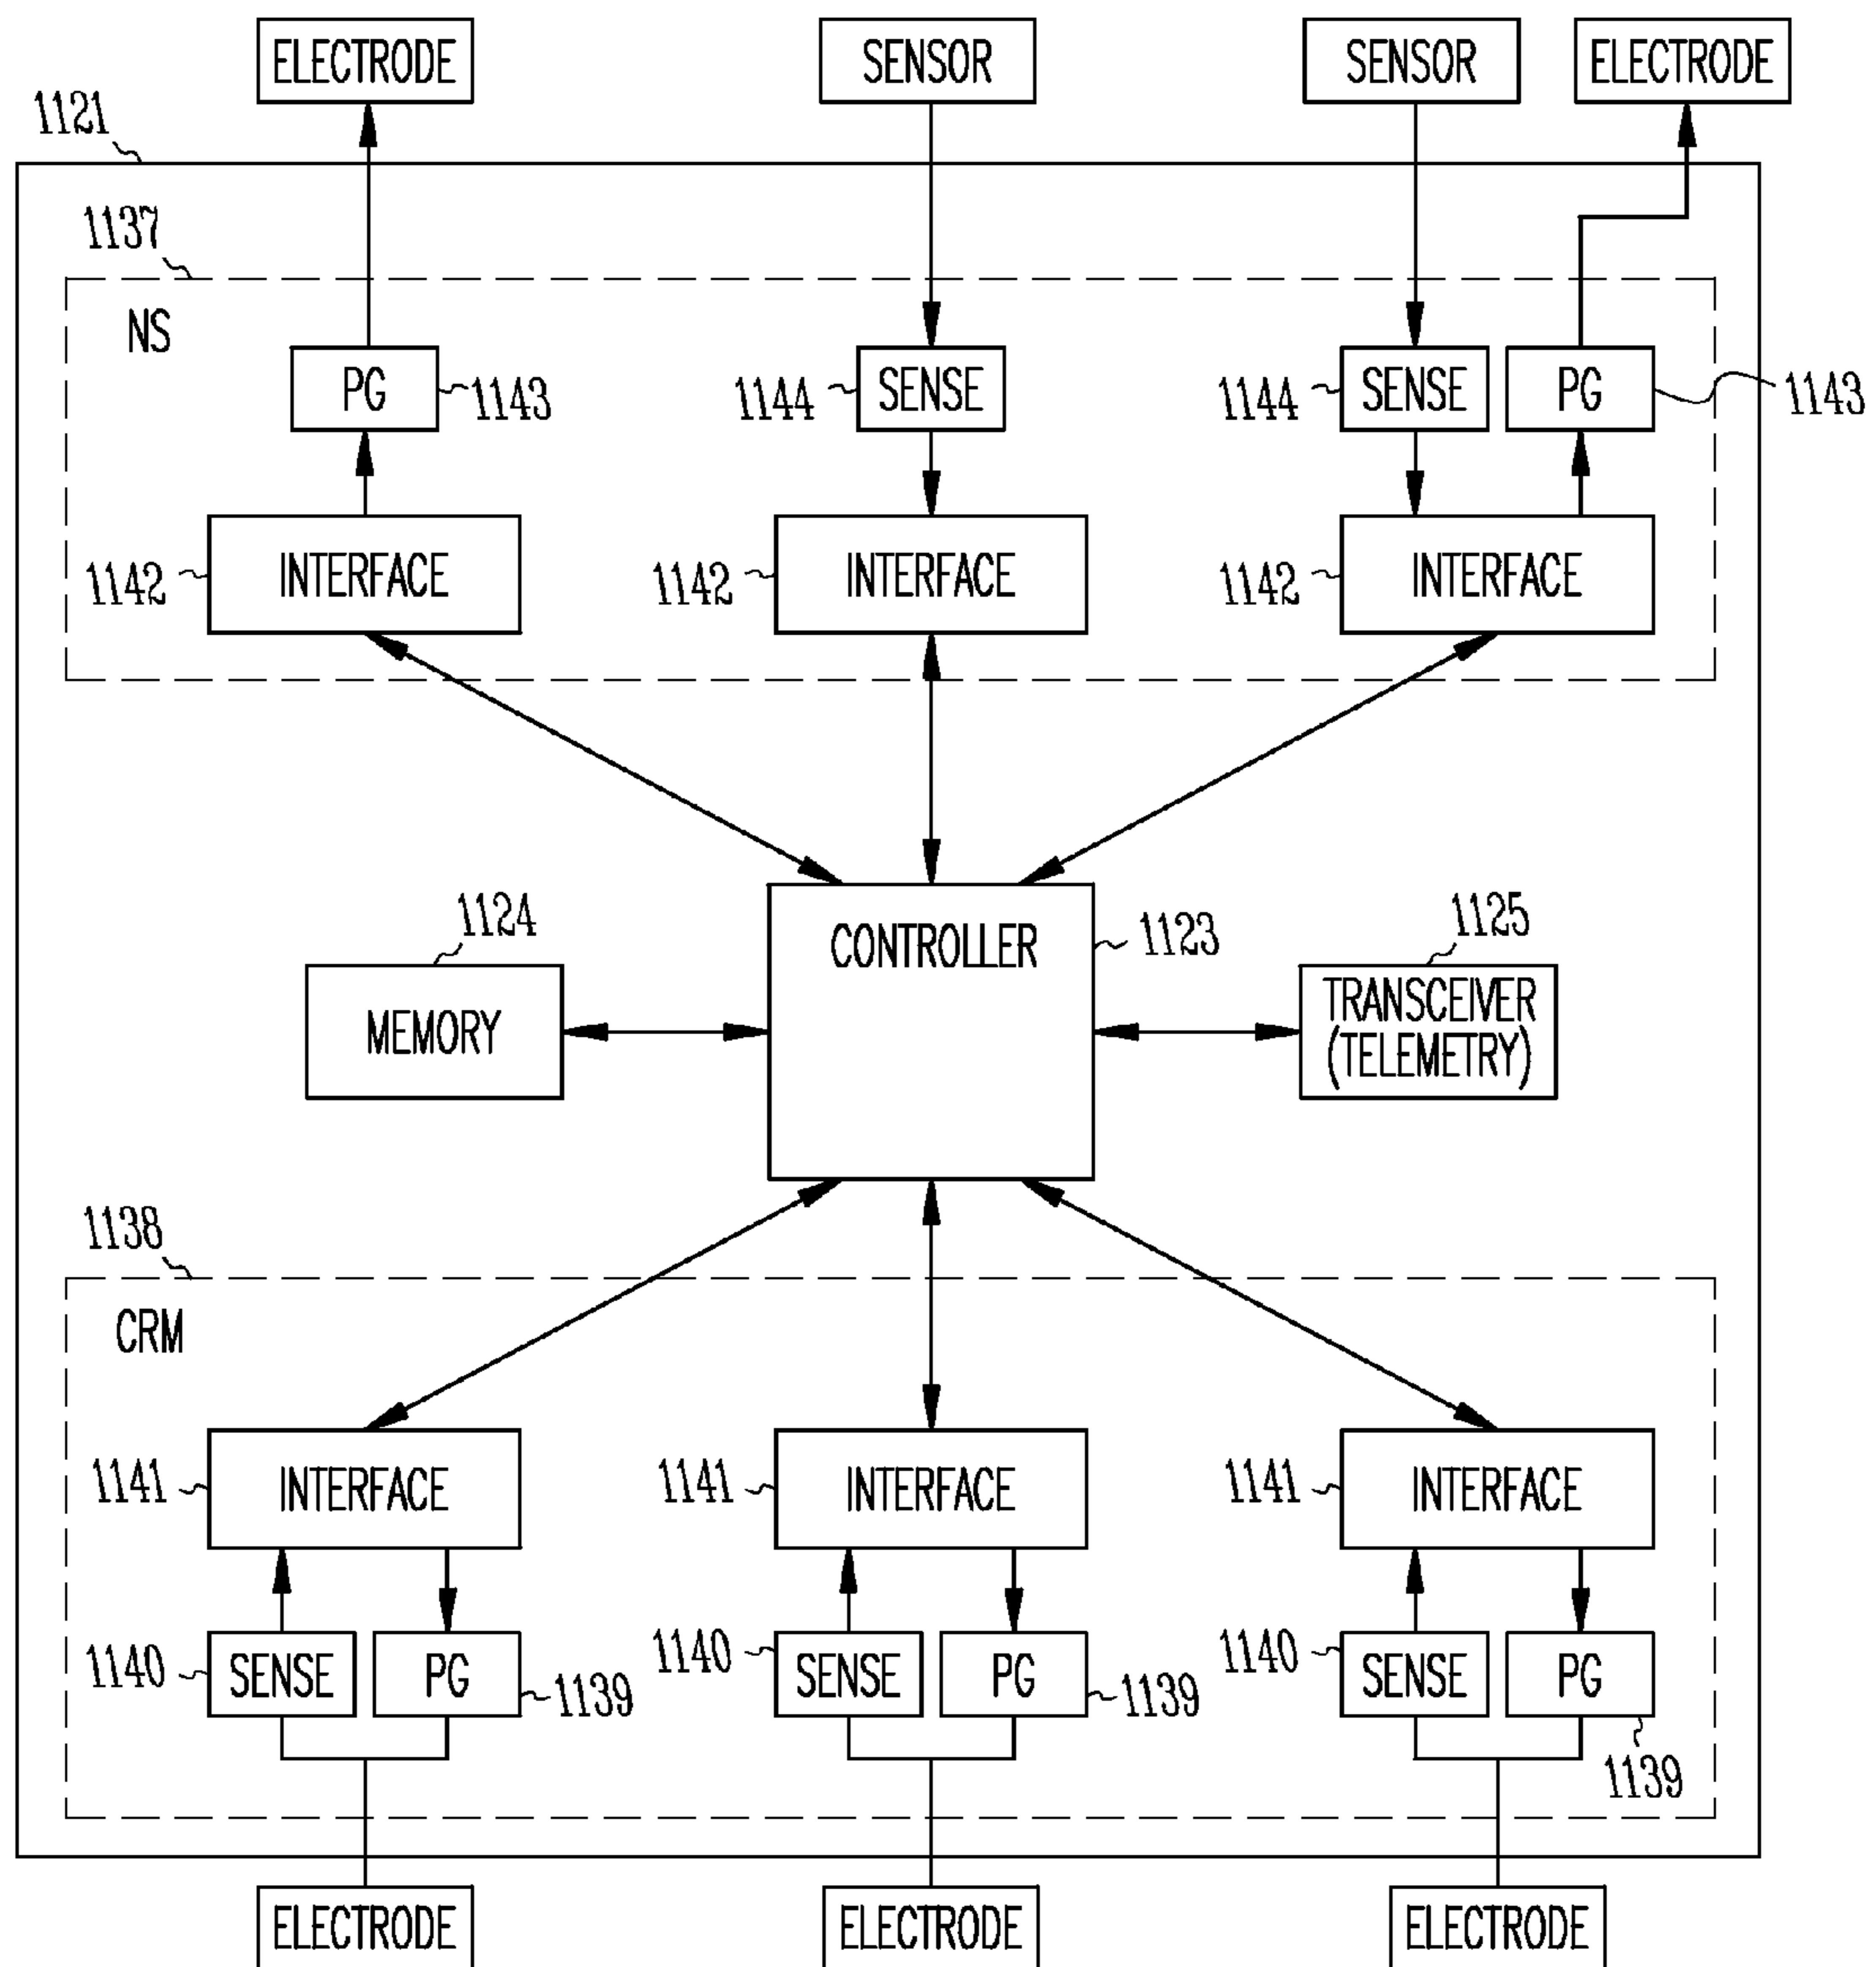 ELECTRODE
SENSOR
SENSOR
ELECTRODE
1121
1137
NS
PG
1143
1144
SENSE
1144
SENSE
PG
1143
1142
INTERFACE
1142
INTERFACE
1142
INTERFACE
1124
MEMORY
CONTROLLER
1123
1125
TRANSCEIVER
(TELEMETRY)
1138
CRM
1141
INTERFACE
1141
INTERFACE
1141
INTERFACE
1140
SENSE
PG
1139
1140
SENSE
PG
1139
1140
SENSE
PG
1139
ELECTRODE
ELECTRODE
ELECTRODE